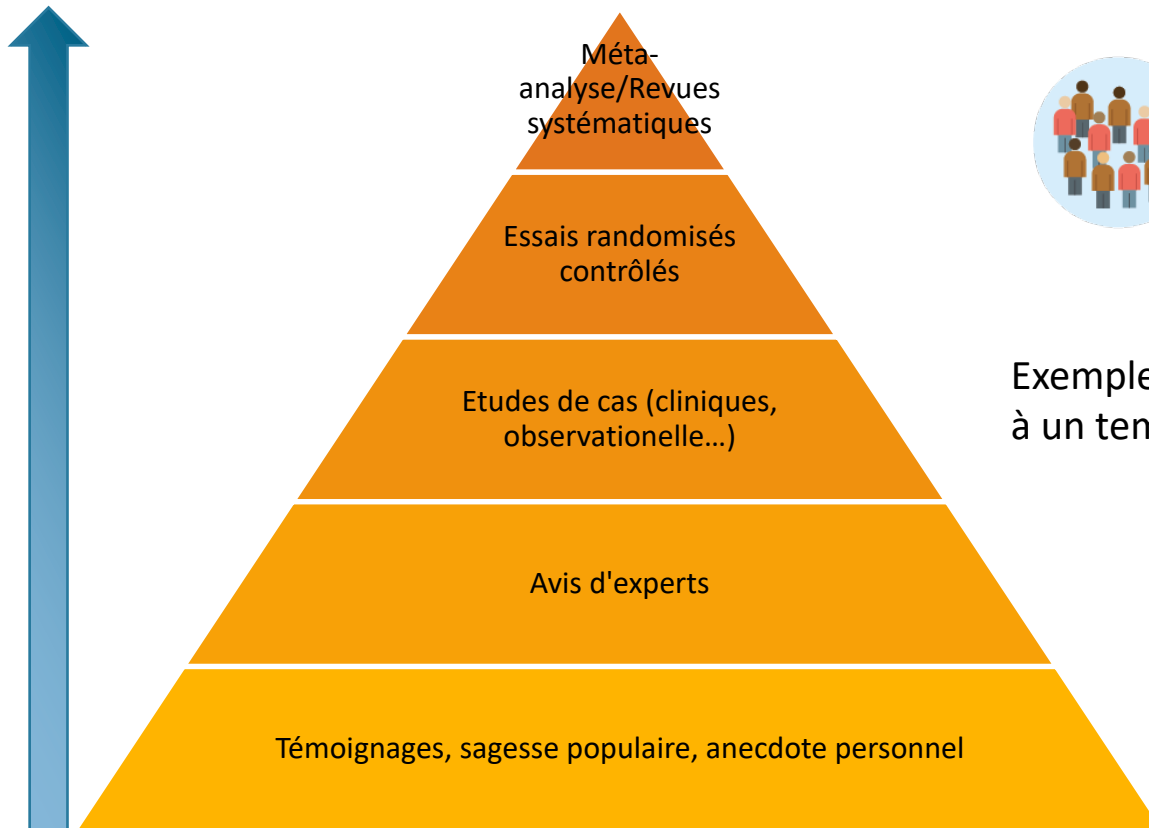 Méta-
analyse/Revues
systématiques
Essais randomisés
contrôlés
Etudes de cas (cliniques,
observationelle…)
Avis d'experts
Témoignages, sagesse populaire, anecdote personnel
Exemple
à un